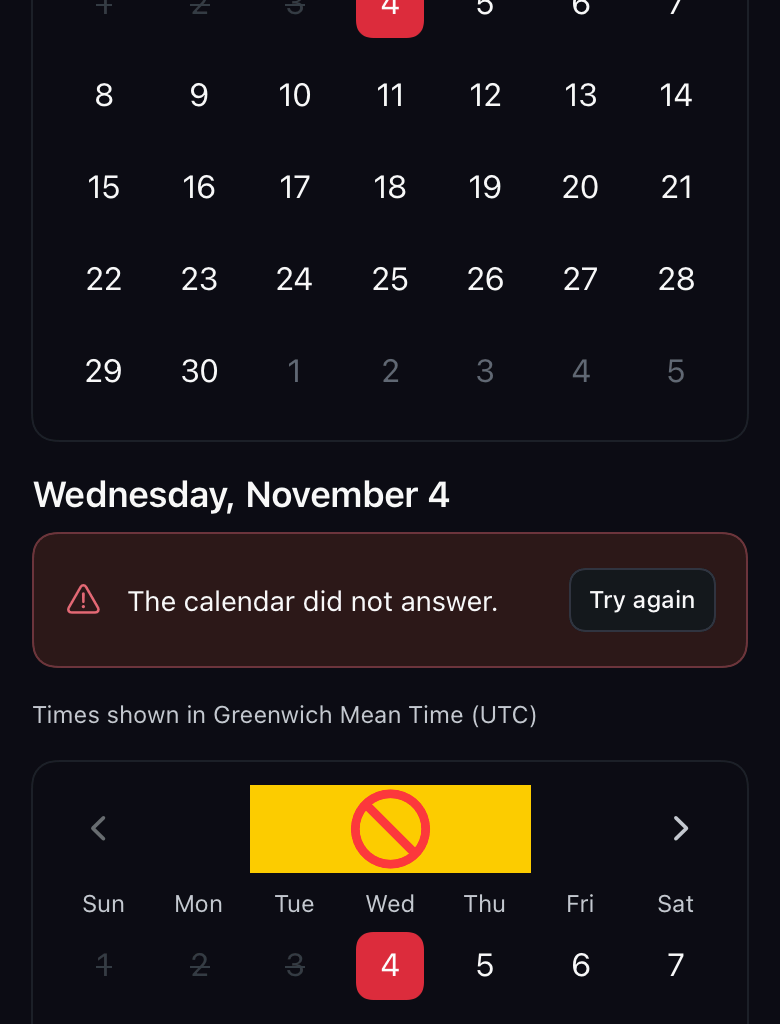 1 2 3 4 5 6 7
8 9 10 11 12 13 14
15 16 17 18 19 20 21
22 23 24 25 26 27 28
29 30 1 2 3 4 5
Wednesday, November 4
The calendar did not answer. Try again
Times shown in Greenwich Mean Time (UTC)
Sun Mon Tue Wed Thu Fri Sat
1 2 3 4 5 6 7